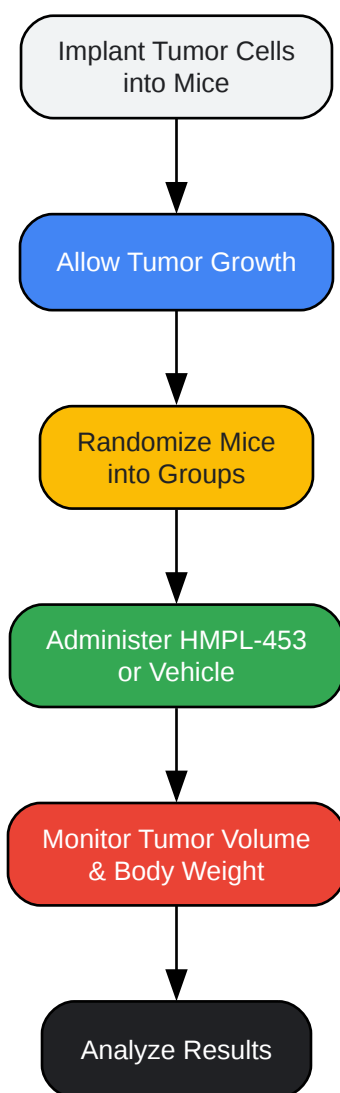 Implant Tumor Cells
into Mice
Allow Tumor Growth
Randomize Mice
into Groups
Administer HMPL-453
or Vehicle
Monitor Tumor Volume
& Body Weight
Analyze Results